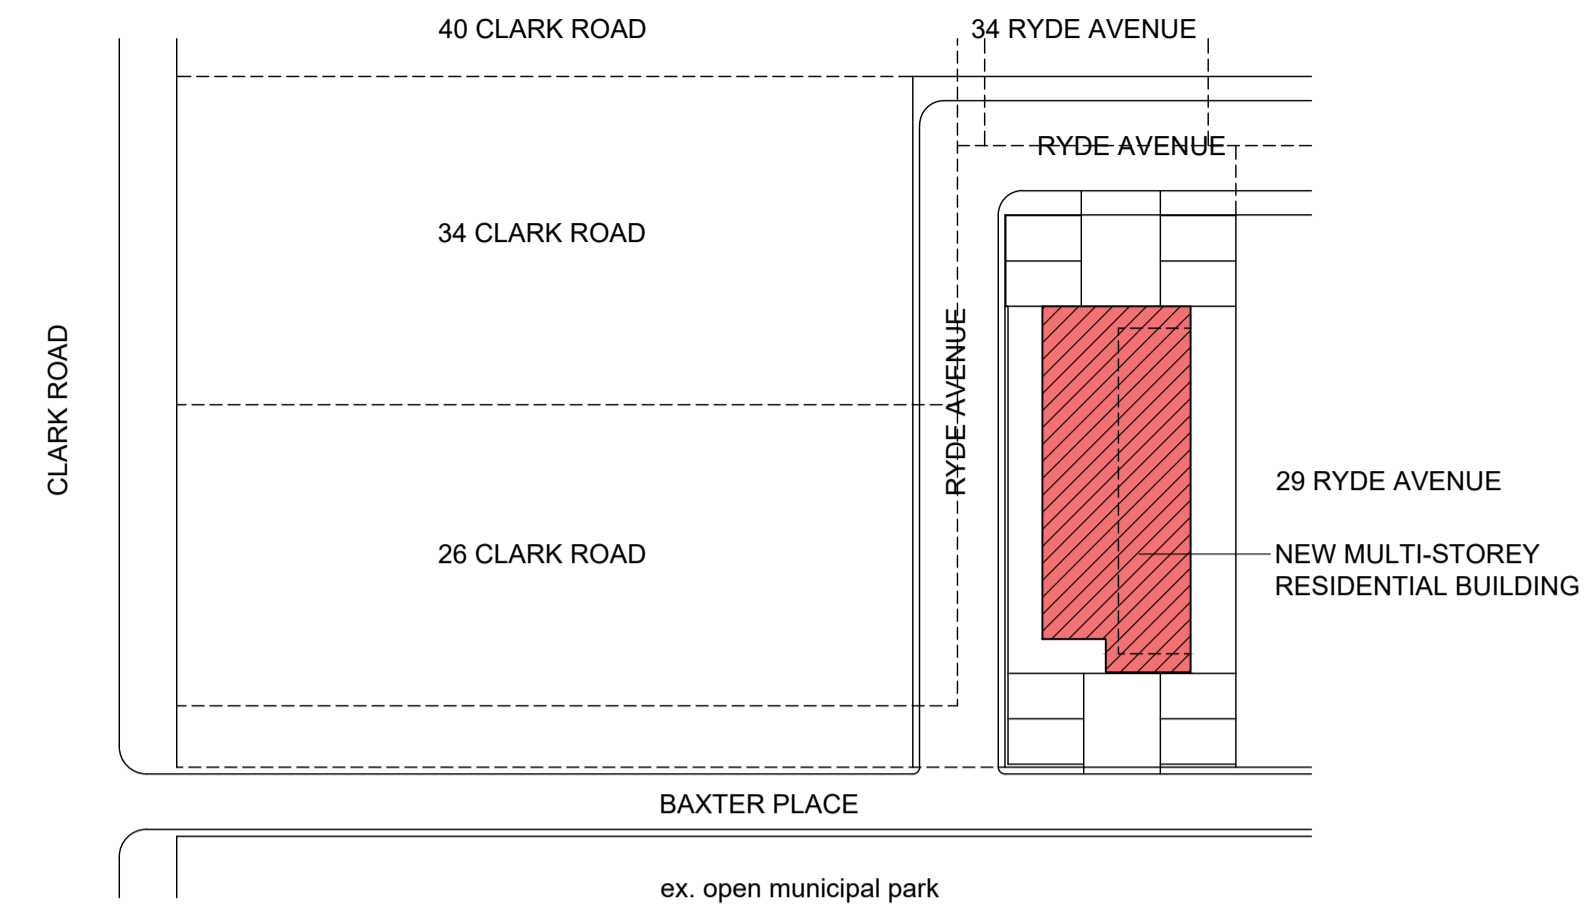 40 CLARK ROAD
34 RYDE AVENUE
RYDE AVENUE
34 CLARK ROAD
CLARK ROAD
RYDE AVENUE
29 RYDE AVENUE
26 CLARK ROAD
NEW MULTI-STOREY
RESIDENTIAL BUILDING
BAXTER PLACE
ex. open municipal park